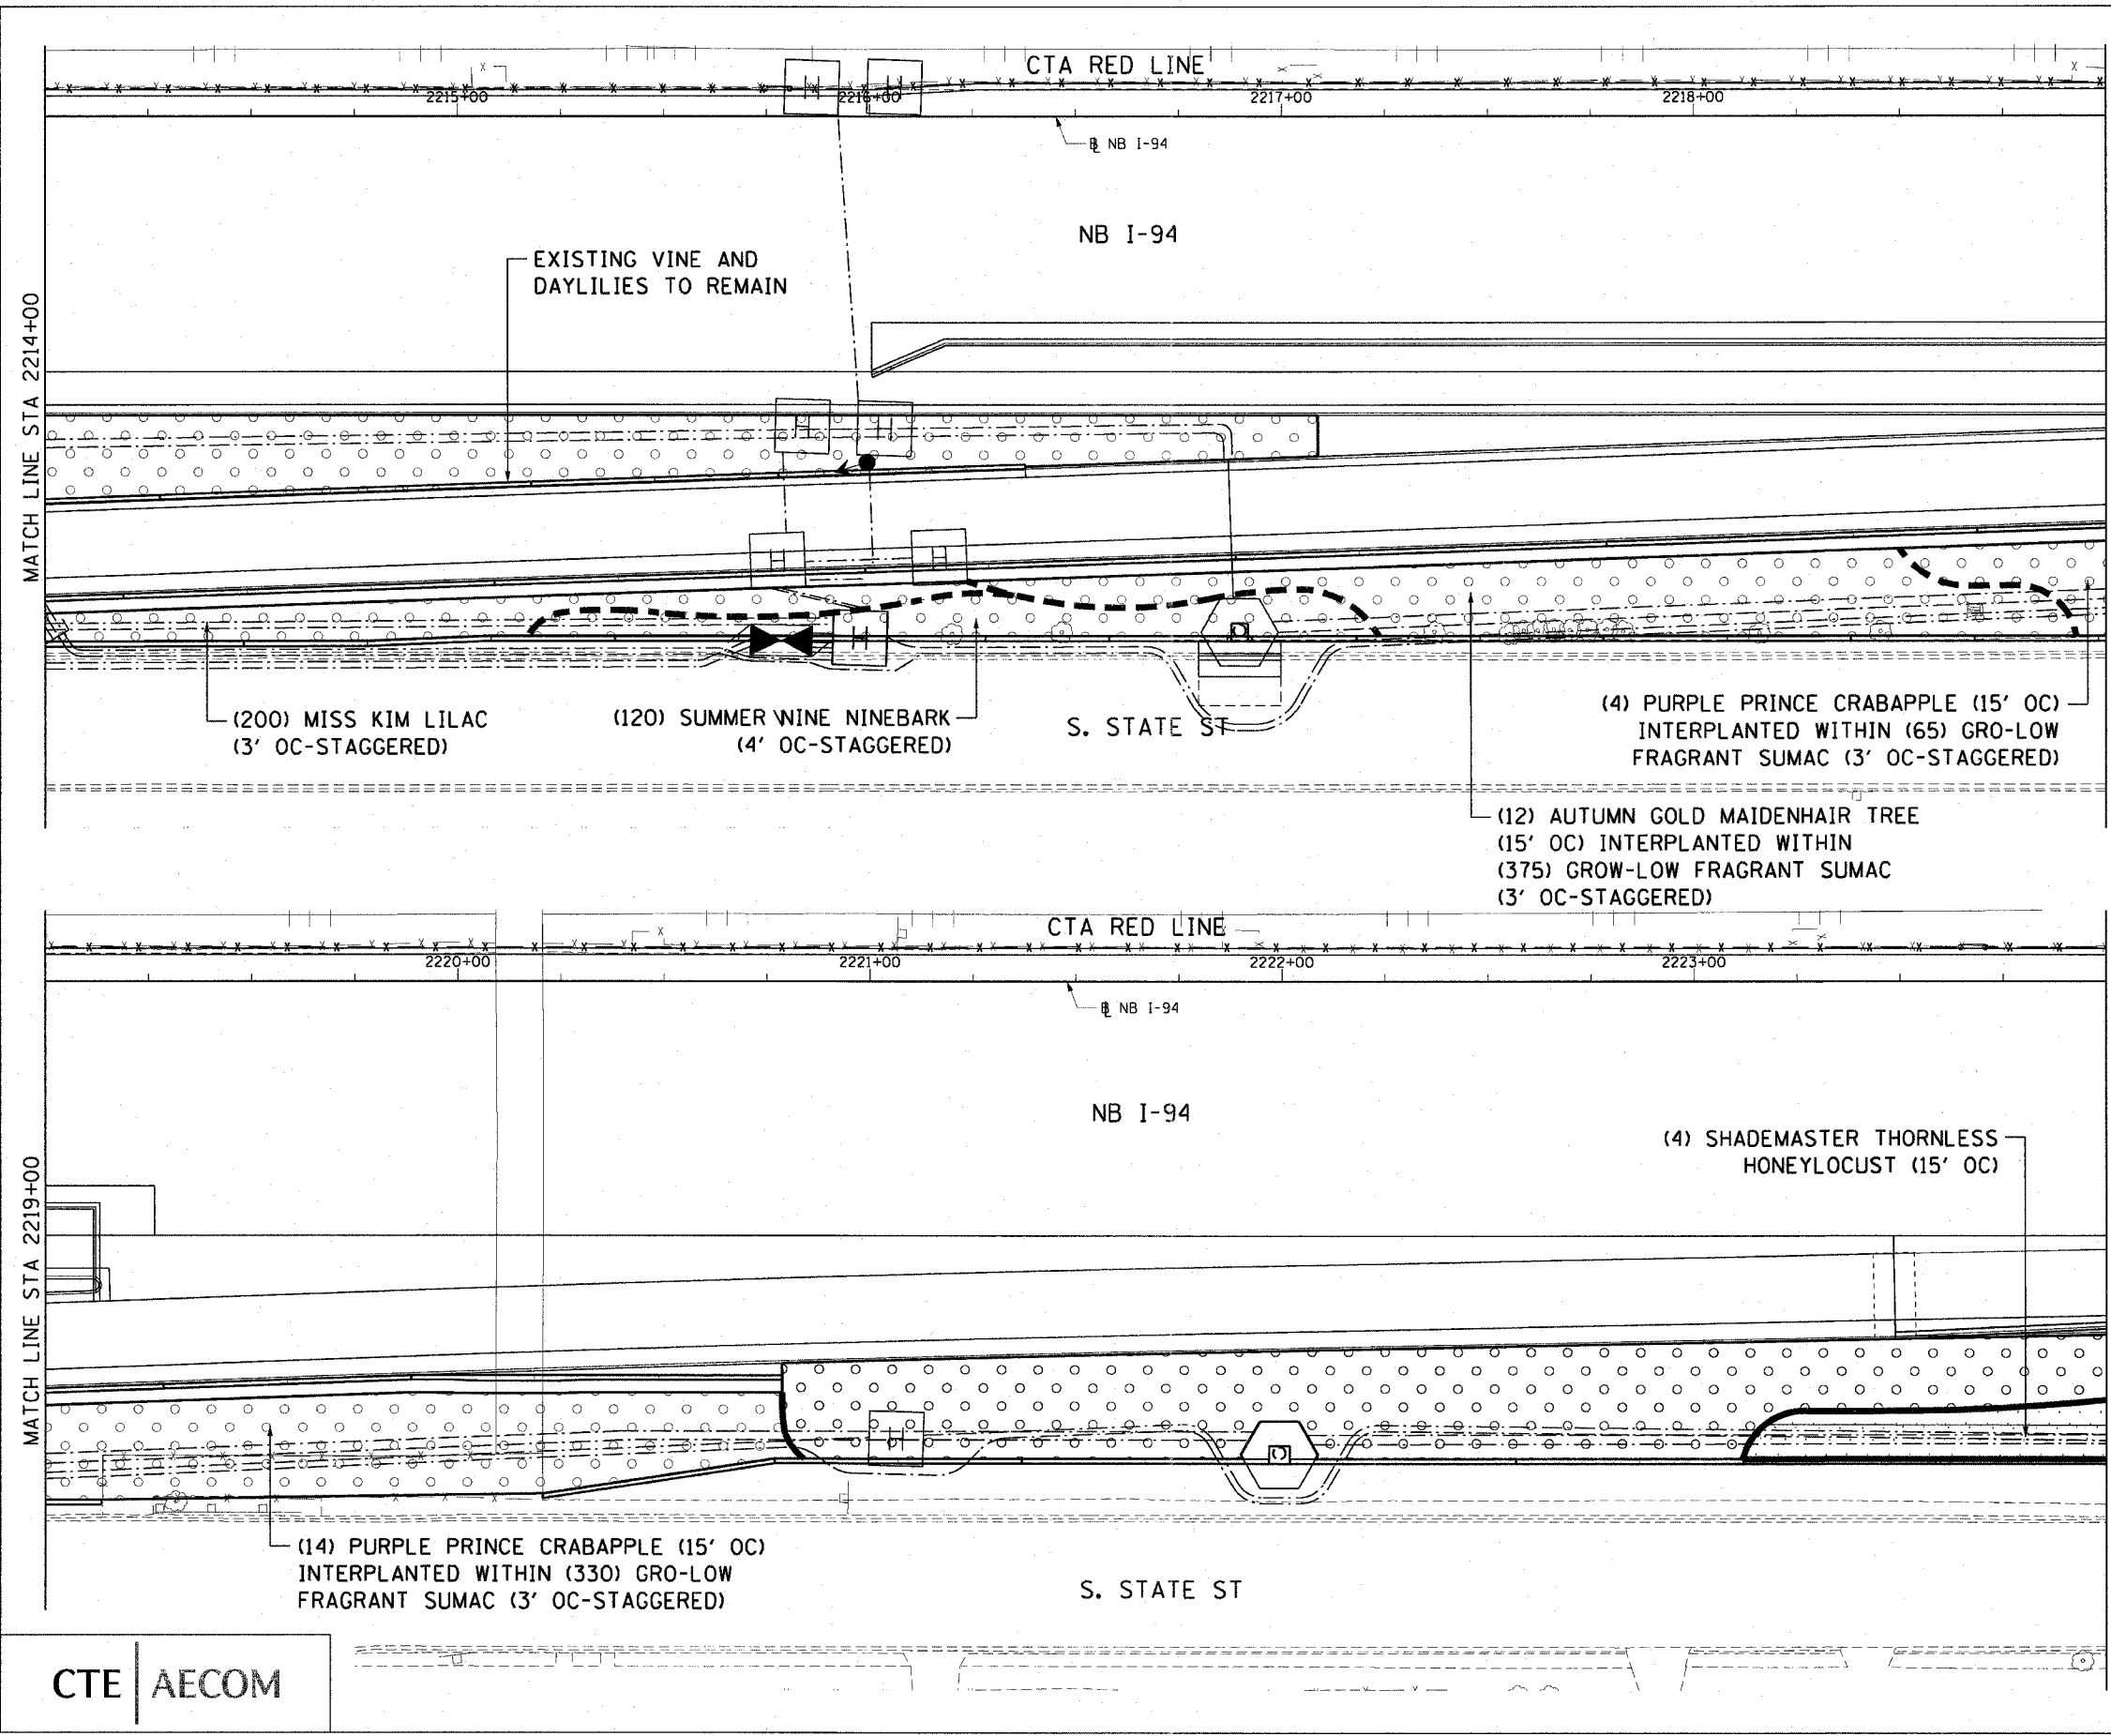 CTA RED LINE
2215+00
2216+00
2217+00
2218+00
NB I-94
NB I-94
EXISTING VINE AND
DAYLILIES TO REMAIN
MATCH LINE STA 2214+00
H
H
H
H
H
H
H
C
(200) MISS KIM LILAC
(3' OC-STAGGERED)
(120) SUMMER WINE NINEBARK
(4' OC-STAGGERED)
S. STATE ST
(4) PURPLE PRINCE CRABAPPLE (15' OC)
INTERPLANTED WITHIN (65) GRO-LOW
FRAGRANT SUMAC (3' OC-STAGGERED)
(12) AUTUMN GOLD MAIDENHAIR TREE
(15' OC) INTERPLANTED WITHIN
(375) GROW-LOW FRAGRANT SUMAC
(3' OC-STAGGERED)
CTA RED LINE
2220+00
2221+00
2222+00
2223+00
NB I-94
NB I-94
(4) SHADEMASTER THORNLESS
HONEYLOCUST (15' OC)
MATCH LINE STA 2219+00
H
C
(14) PURPLE PRINCE CRABAPPLE (15' OC)
INTERPLANTED WITHIN (330) GRO-LOW
FRAGRANT SUMAC (3' OC-STAGGERED)
S. STATE ST
CTE | AECOM